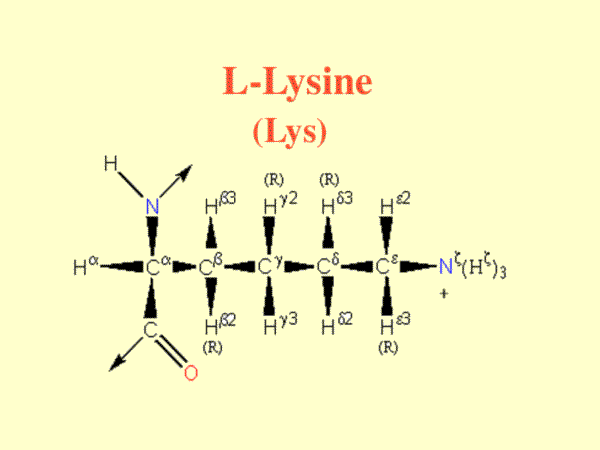 L-Lysine
(Lys)
H
(R) (R)
N Hβ3 Hγ2 Hδ3 Hε2
Hα Cα Cβ Cγ Cδ Cε Nζ(Hζ)3
+
C Hβ2 Hγ3 Hδ2 Hε3
(R) (R)
O